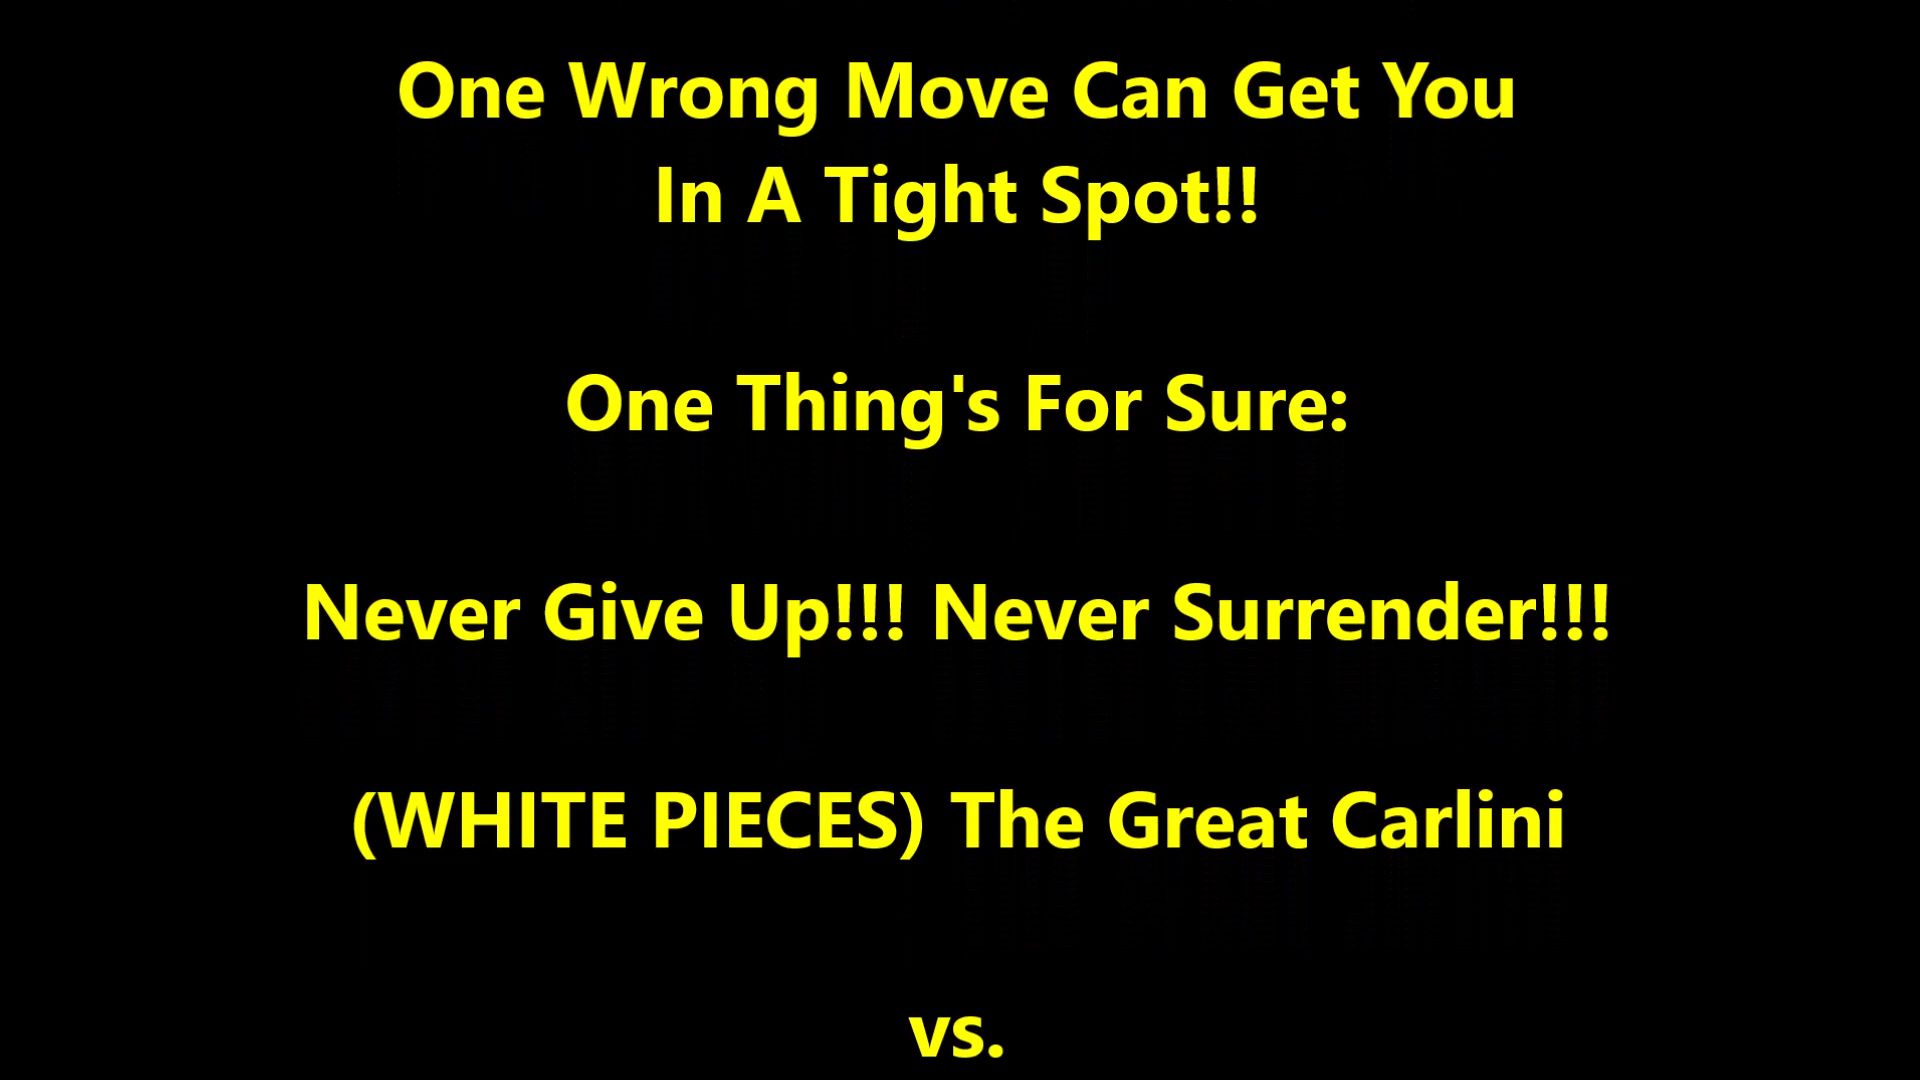 One Wrong Move Can Get You
In A Tight Spot!!
One Thing's For Sure:
Never Give Up!!! Never Surrender!!!
(WHITE PIECES) The Great Carlini
vs.